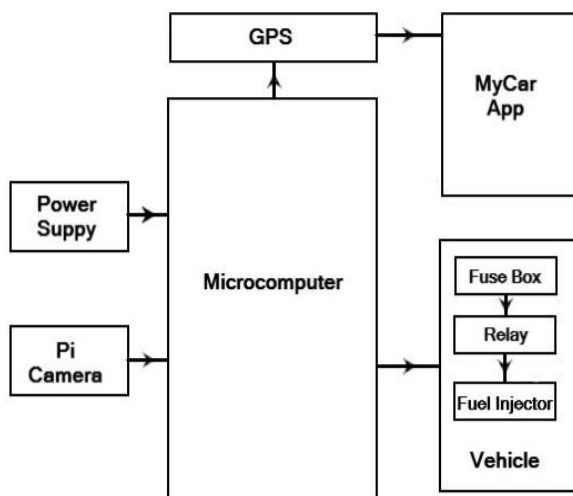 GPS
MyCar
App
Power
Suppy
Microcomputer
Pi
Camera
Fuse Box
Relay
Fuel Injector
Vehicle